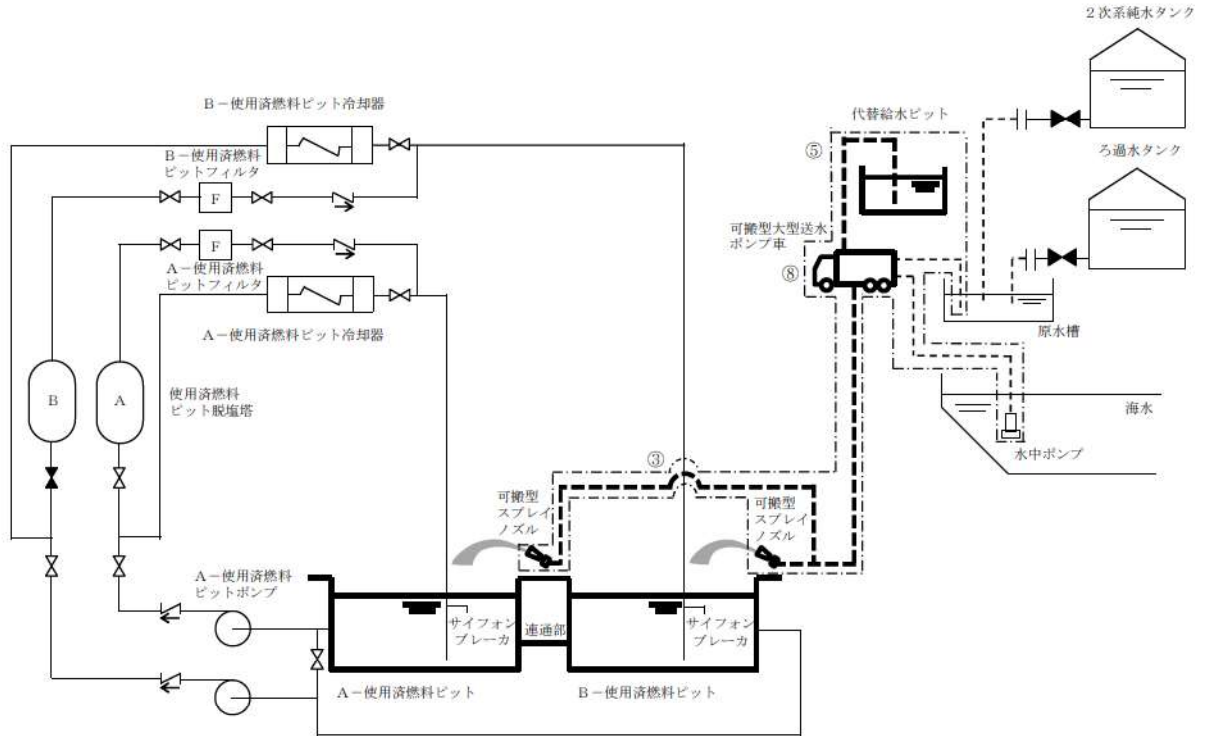 2次系純水タンク
B-使用済燃料ピット冷却器
代替給水ピット
⑤
B-使用済燃料
ピットフィルタ
F
ろ過水タンク
可搬型大型送水
ポンプ車
F
⑧
A-使用済燃料
ピットフィルタ
原水槽
A-使用済燃料ピット冷却器
B
A
使用済燃料
ピット脱塩塔
海水
水中ポンプ
③
可搬型
スプレイ
ノズル
可搬型
スプレイ
ノズル
A-使用済燃料
ピットポンプ
サイフォン
ブレーカ
連通部
サイフォン
ブレーカ
A-使用済燃料ピット
B-使用済燃料ピット